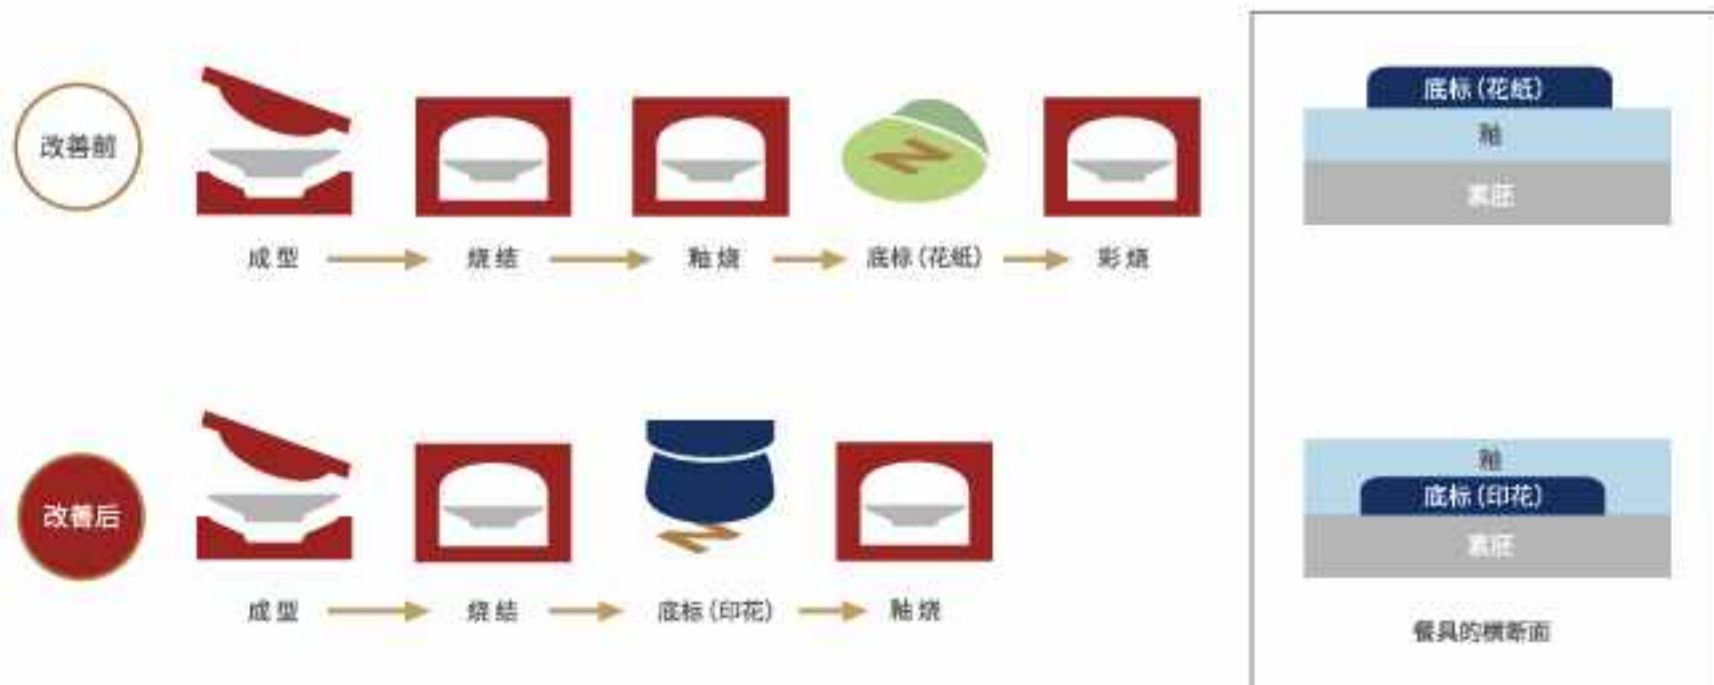 改善前
成型 烧结 釉烧 底标(花纸) 彩烧
底标(花纸)
釉
素胚
改善后
成型 烧结 底标(印花) 釉烧
釉
底标(印花)
素胚
餐具的横断面